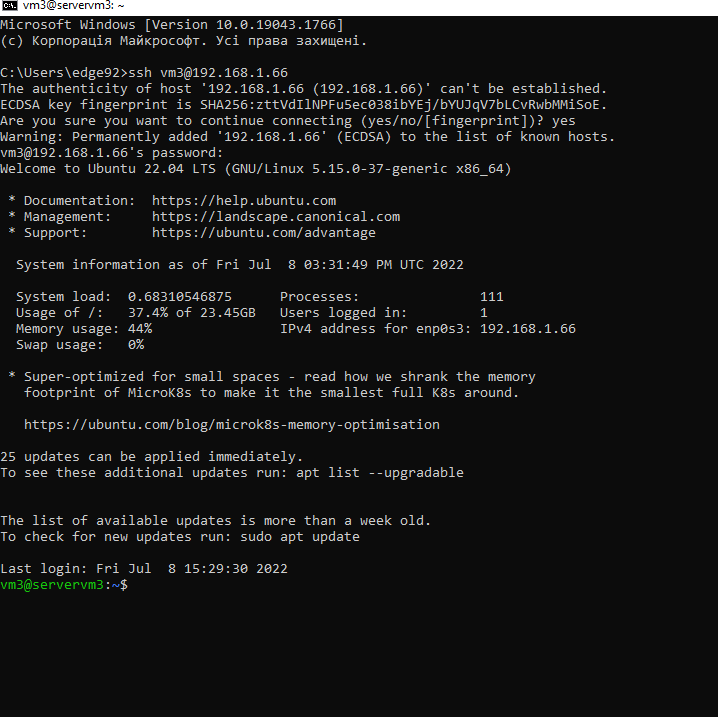 vm3@servervm3: ~
Microsoft Windows [Version 10.0.19043.1766]
(c) Корпорація Майкрософт. Усі права захищені.
C:\Users\edge92>ssh vm3@192.168.1.66
The authenticity of host '192.168.1.66 (192.168.1.66)' can't be established.
ECDSA key fingerprint is SHA256:zttVdIlNPFu5ec038ibYEj/bYUJqV7bLCvRwbMMiSoE.
Are you sure you want to continue connecting (yes/no/[fingerprint])? yes
Warning: Permanently added '192.168.1.66' (ECDSA) to the list of known hosts.
vm3@192.168.1.66's password:
Welcome to Ubuntu 22.04 LTS (GNU/Linux 5.15.0-37-generic x86_64)
* Documentation:  https://help.ubuntu.com
* Management:     https://landscape.canonical.com
* Support:        https://ubuntu.com/advantage
System information as of Fri Jul  8 03:31:49 PM UTC 2022
System load:  0.68310546875      Processes:               111
Usage of /:   37.4% of 23.45GB   Users logged in:         1
Memory usage: 44%                IPv4 address for enp0s3: 192.168.1.66
Swap usage:   0%
* Super-optimized for small spaces - read how we shrank the memory
footprint of MicroK8s to make it the smallest full K8s around.
https://ubuntu.com/blog/microk8s-memory-optimisation
25 updates can be applied immediately.
To see these additional updates run: apt list --upgradable
The list of available updates is more than a week old.
To check for new updates run: sudo apt update
Last login: Fri Jul  8 15:29:30 2022
vm3@servervm3:~$